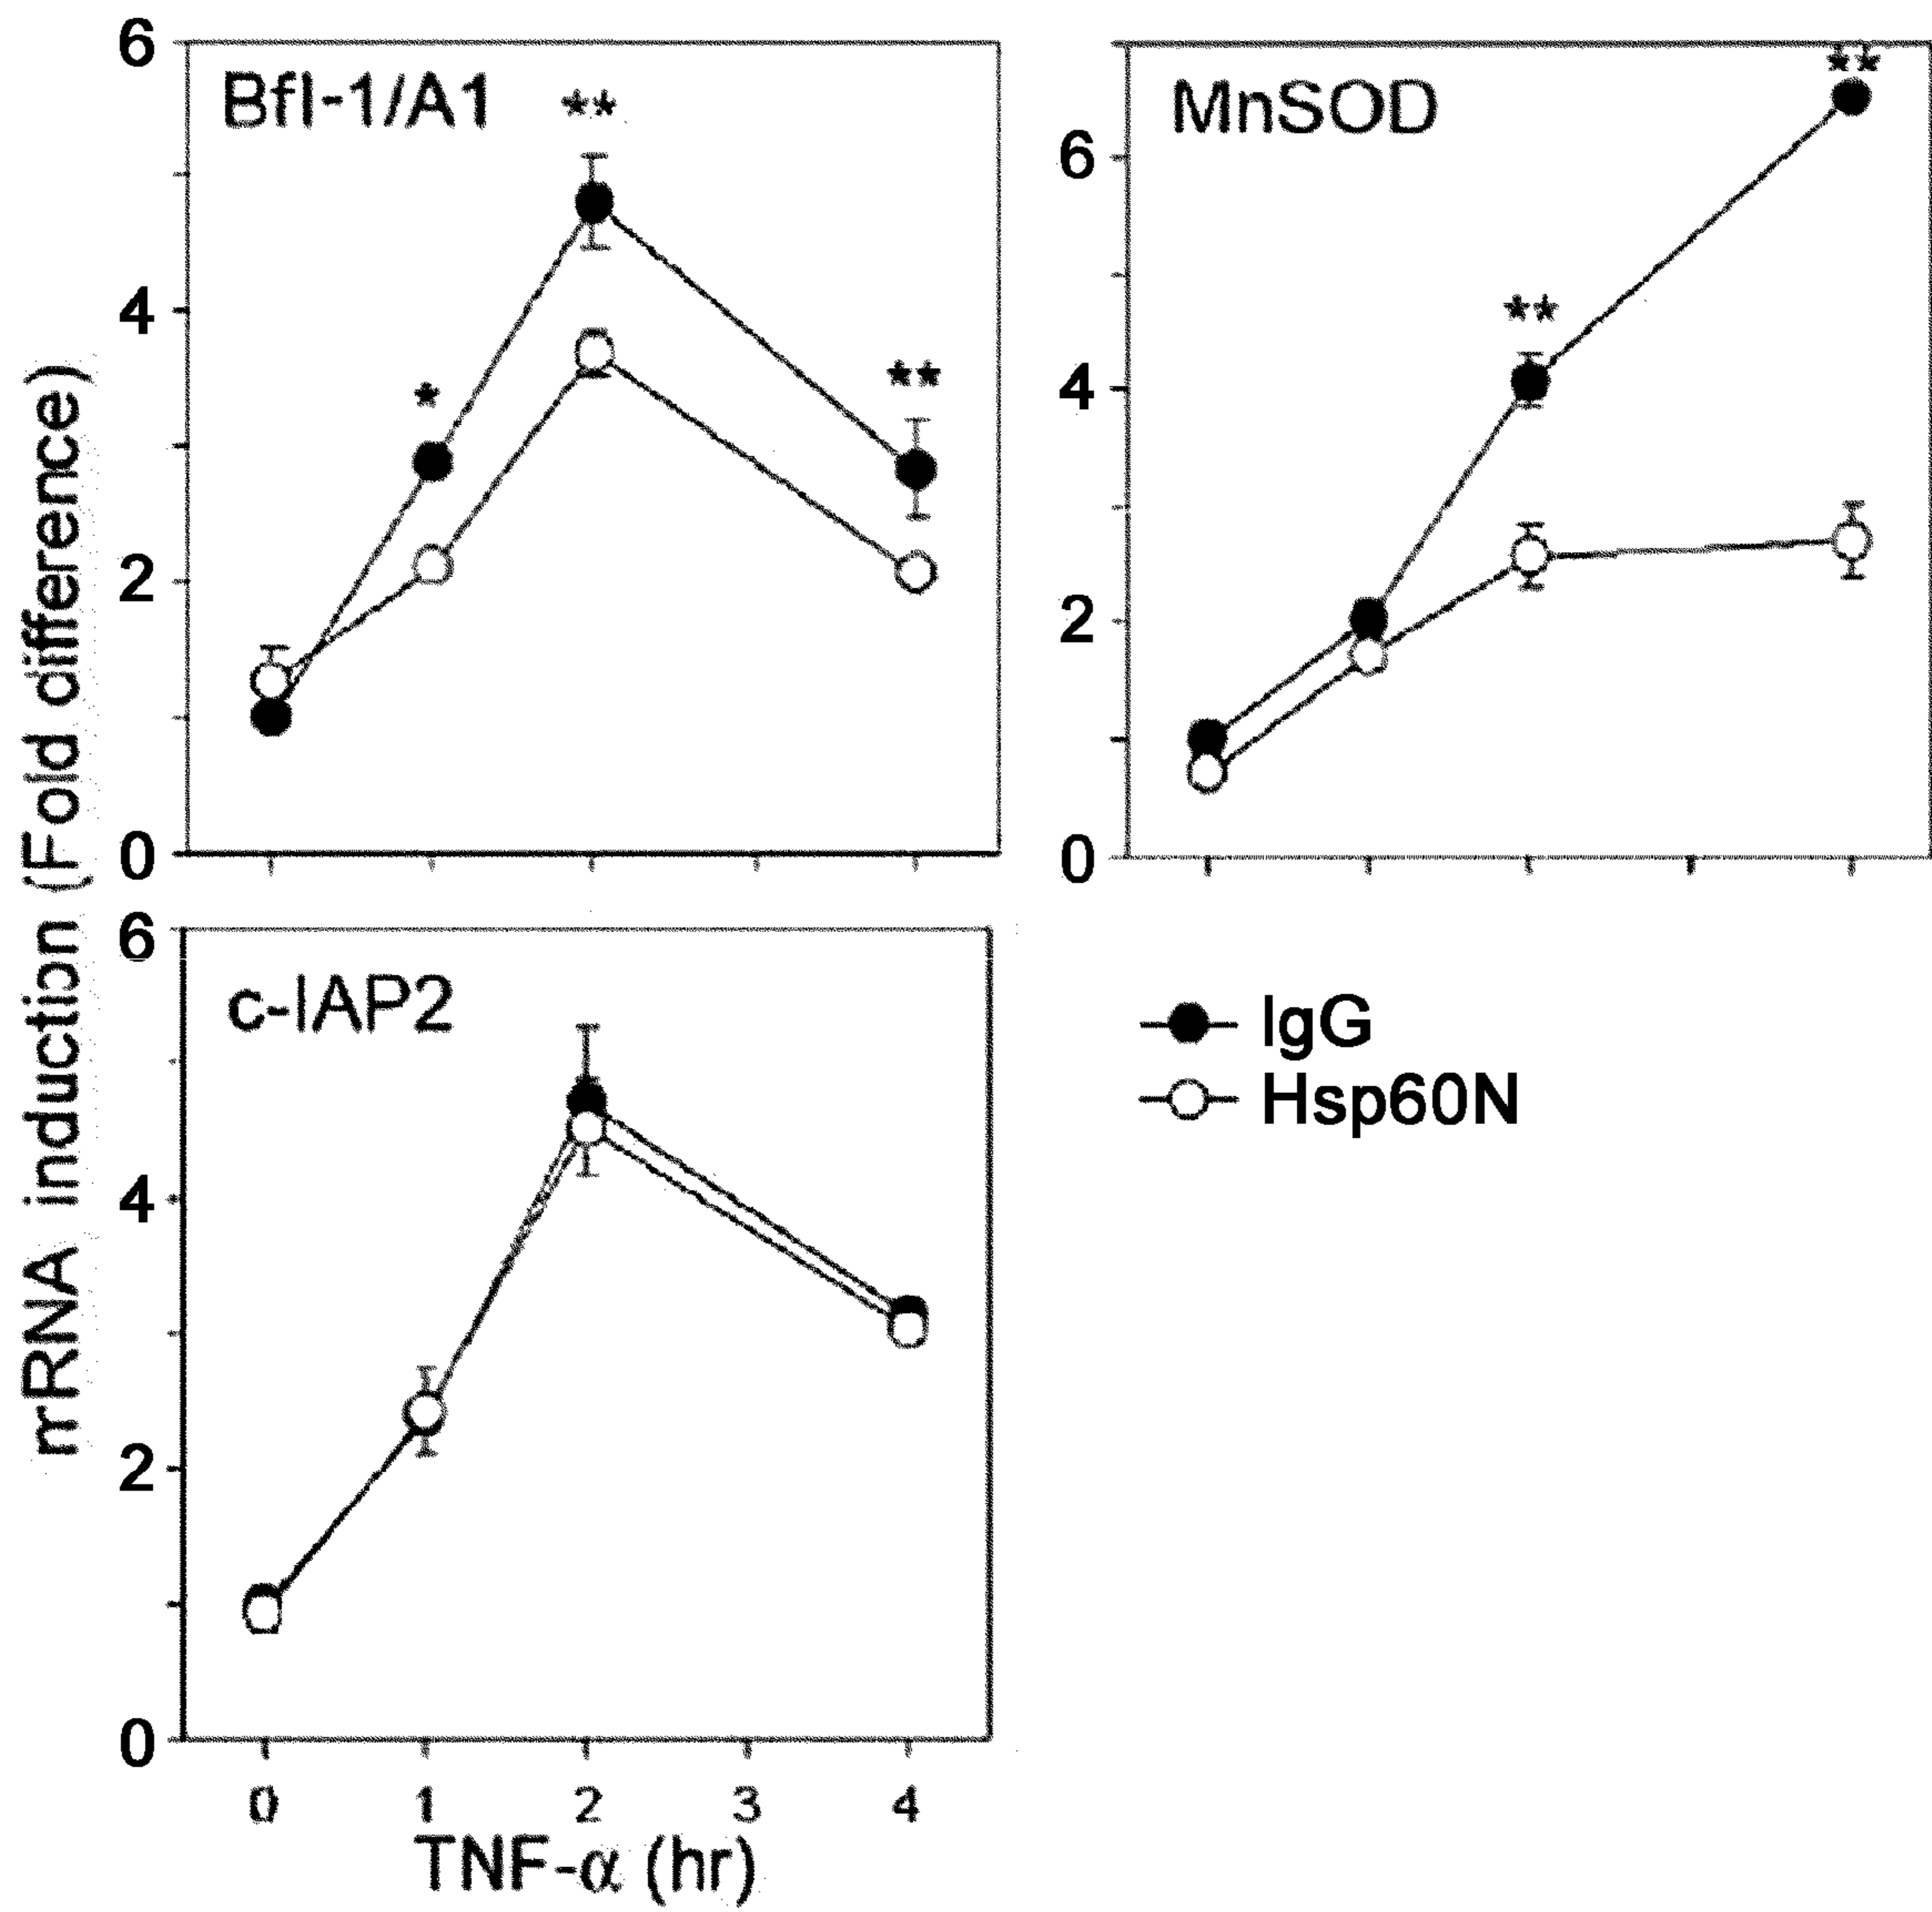 mRNA induction (Fold difference)
6
Bfl-1/A1
**
4
*
**
2
0
**
MnSOD
6
**
4
2
0
6
c-IAP2
4
2
0
0 1 2 3 4
TNF-α (hr)
IgG
Hsp60N